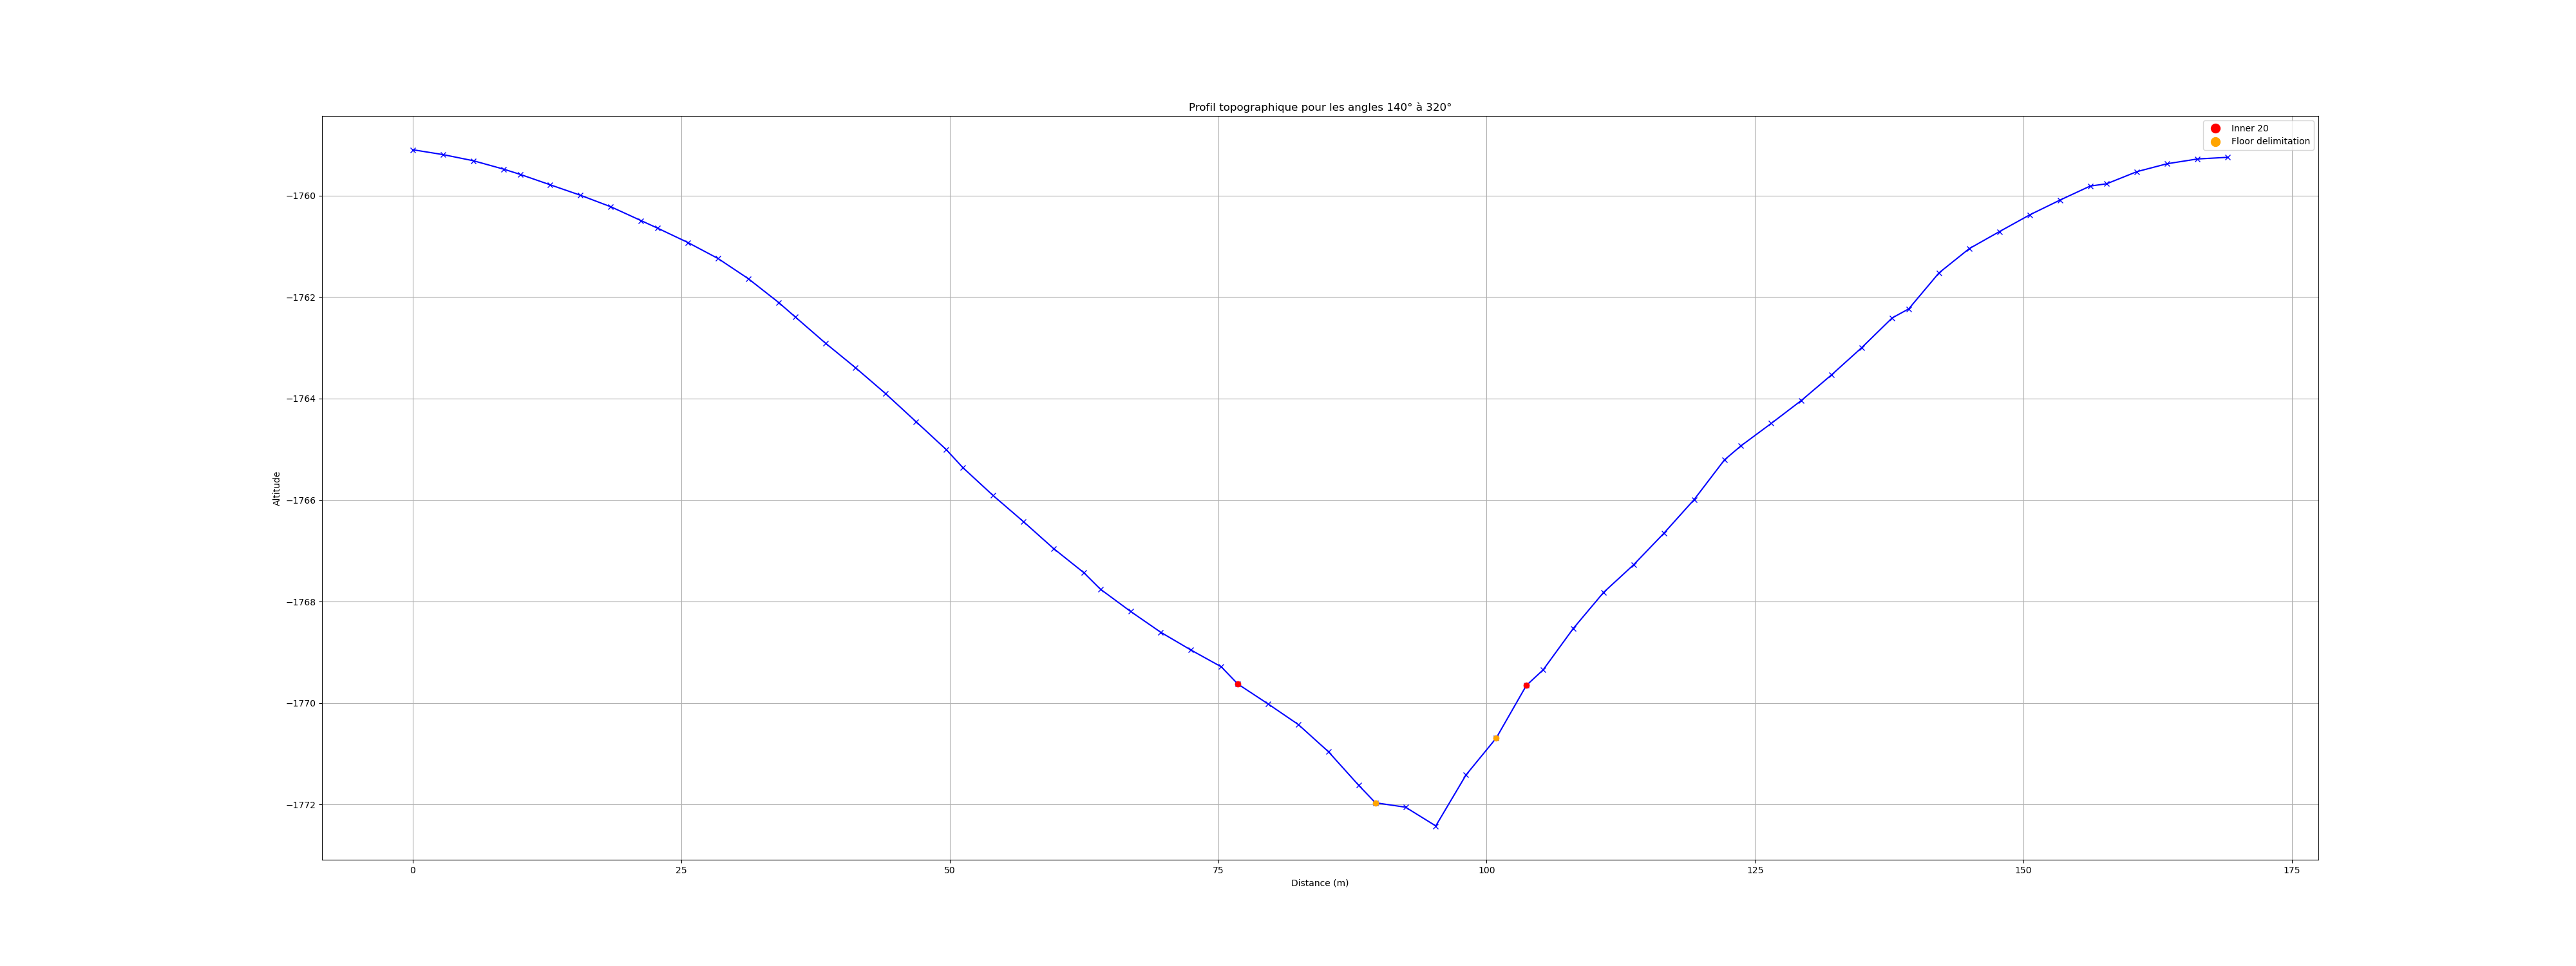 Profil topographique pour les angles 140° à 320°
Inner 20
Floor delimitation
Altitude
−1760
−1762
−1764
−1766
−1768
−1770
−1772
0 25 50 75 100 125 150 175
Distance (m)